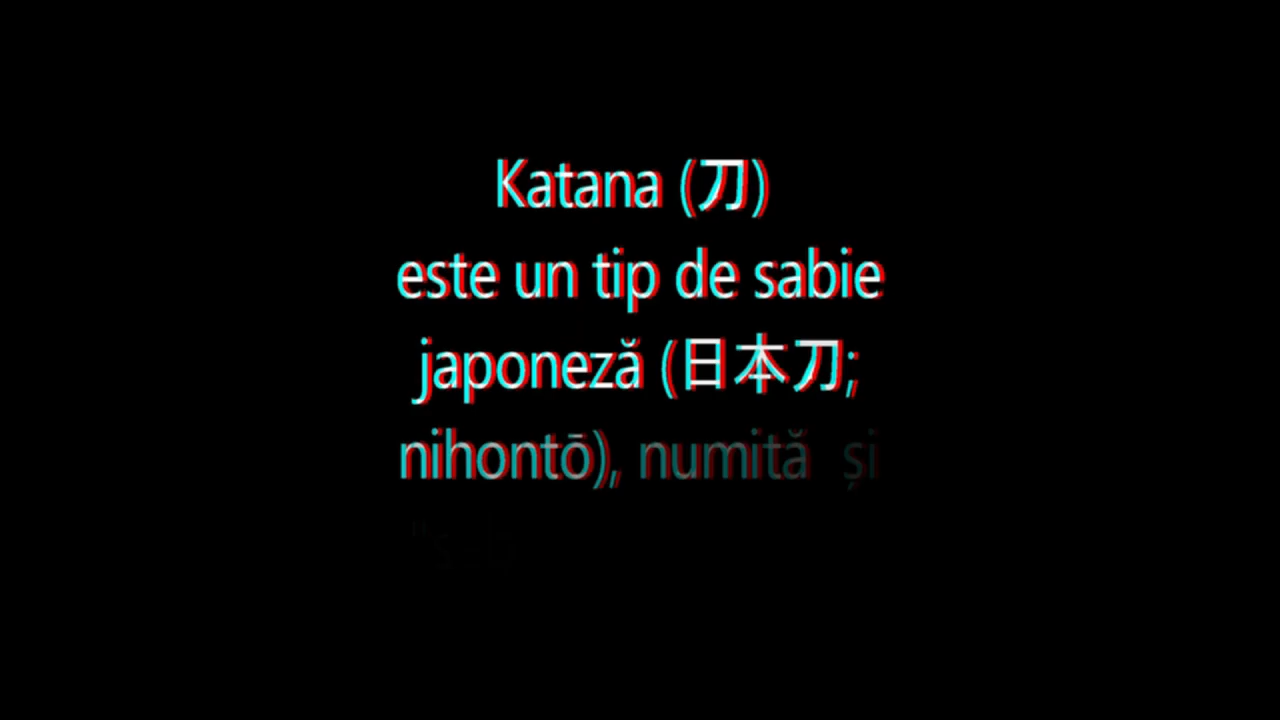 Katana (刀)
este un tip de sabie
japoneză (日本刀;
nihontō), numită și